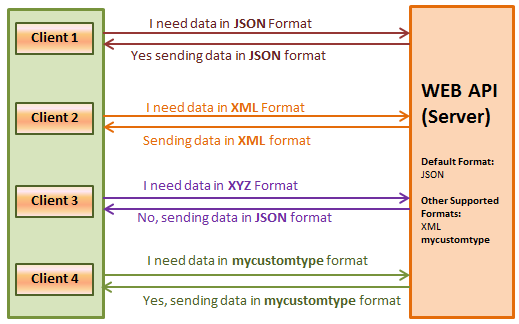 Client 1
I need data in JSON Format
Yes sending data in JSON format
Client 2
I need data in XML Format
Sending data in XML format
Client 3
I need data in XYZ Format
No, sending data in JSON format
Client 4
I need data in mycustomtype format
Yes, sending data in mycustomtype format
WEB API
(Server)
Default Format:
JSON
Other Supported
Formats:
XML
mycustomtype